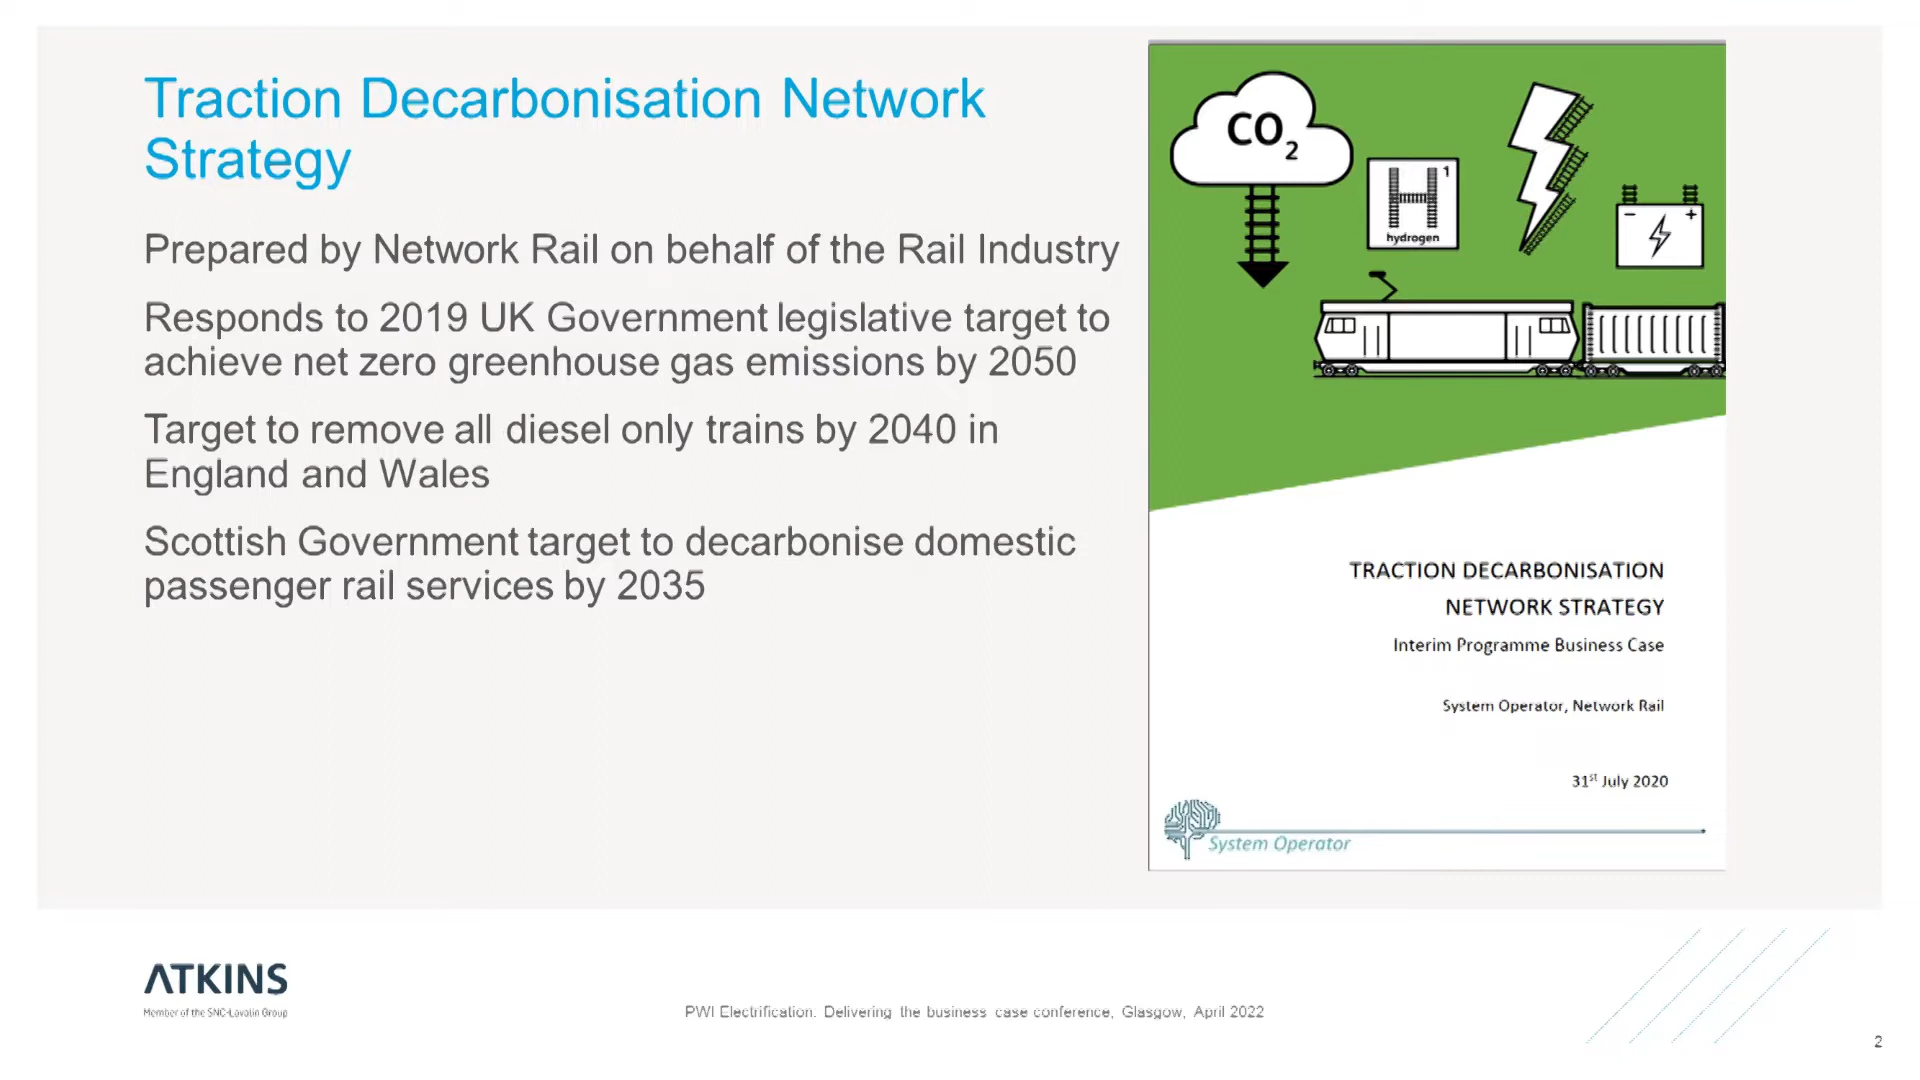 Traction Decarbonisation Network
Strategy
Prepared by Network Rail on behalf of the Rail Industry
Responds to 2019 UK Government legislative target to
achieve net zero greenhouse gas emissions by 2050
Target to remove all diesel only trains by 2040 in
England and Wales
Scottish Government target to decarbonise domestic
passenger rail services by 2035
CO2
H 1
hydrogen
- +
TRACTION DECARBONISATION
NETWORK STRATEGY
Interim Programme Business Case
System Operator, Network Rail
31st July 2020
System Operator
ATKINS
Member of the SNC-Lavalin Group
PWI Electrification. Delivering the business case conference, Glasgow, April 2022
2